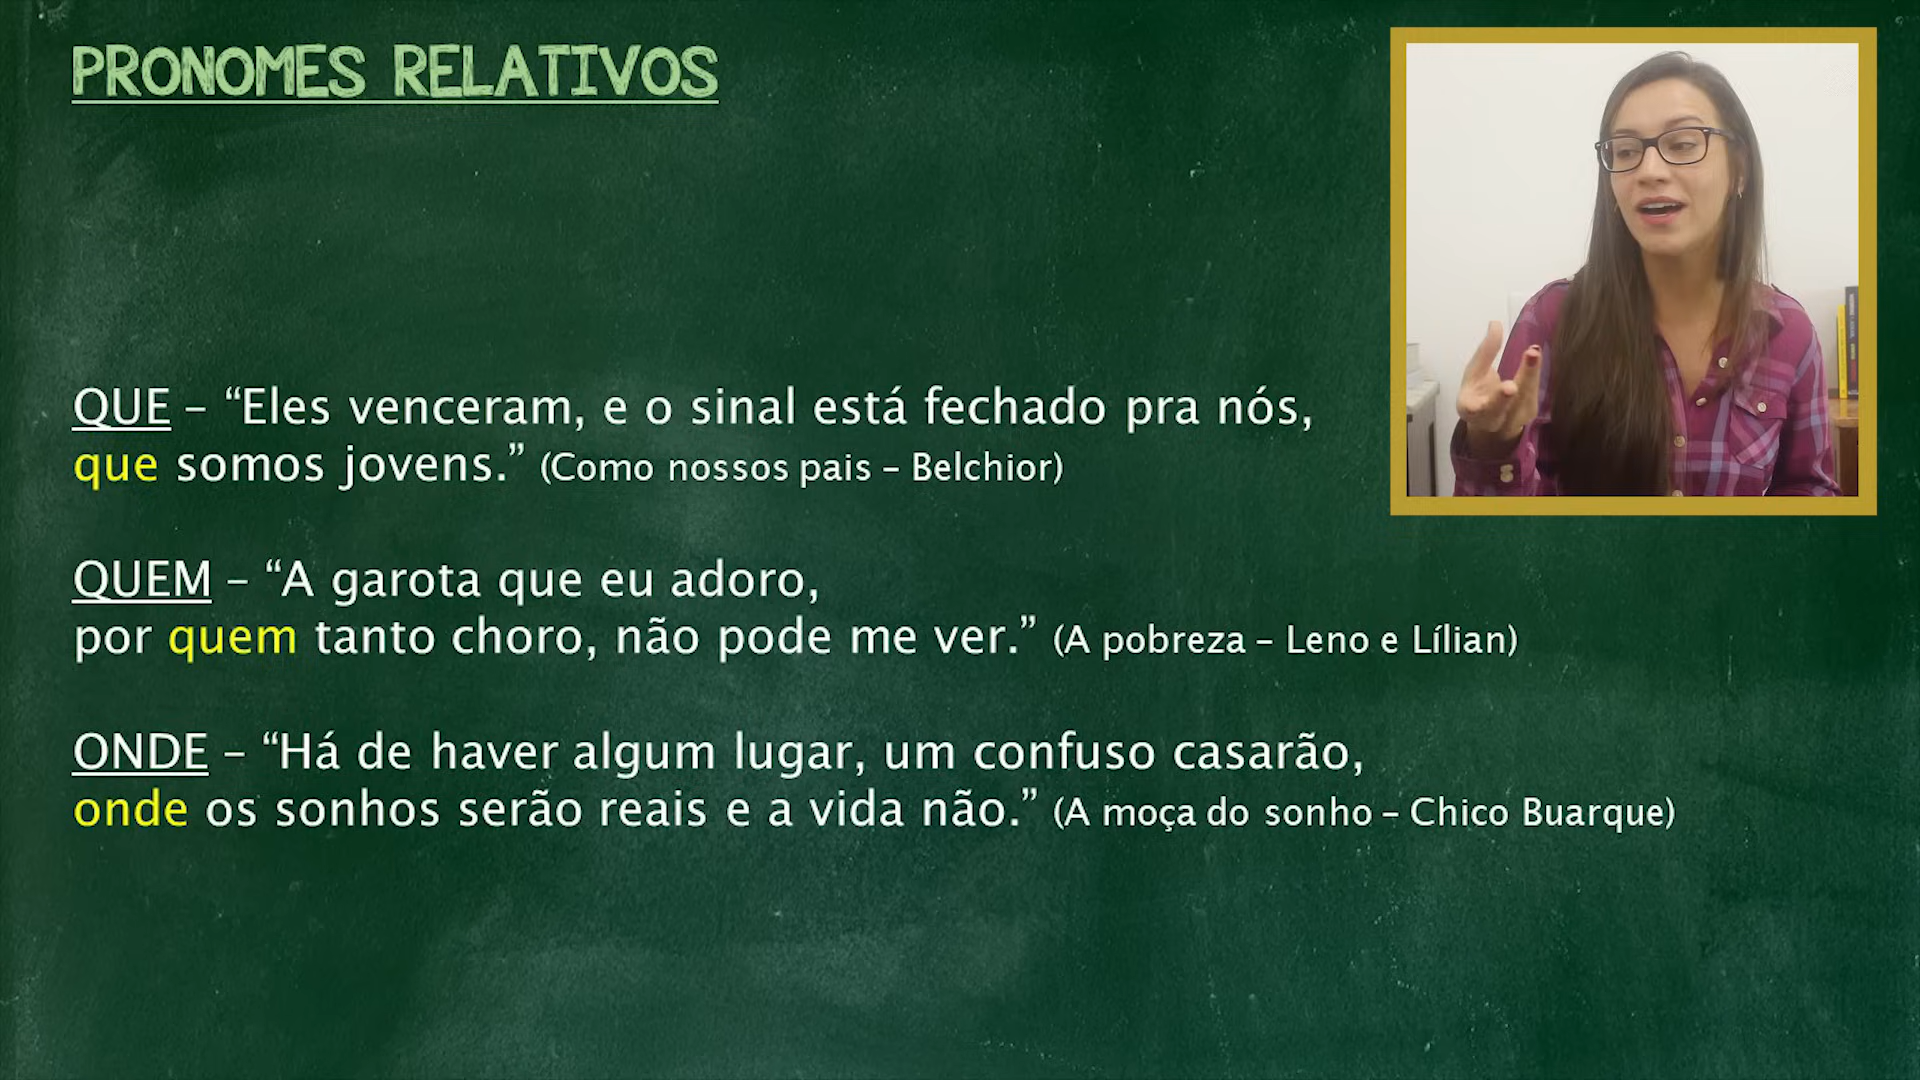 PRONOMES RELATIVOS
QUE – “Eles venceram, e o sinal está fechado pra nós,
que somos jovens.” (Como nossos pais – Belchior)
QUEM – “A garota que eu adoro,
por quem tanto choro, não pode me ver.” (A pobreza – Leno e Lílian)
ONDE – “Há de haver algum lugar, um confuso casarão,
onde os sonhos serão reais e a vida não.” (A moça do sonho – Chico Buarque)